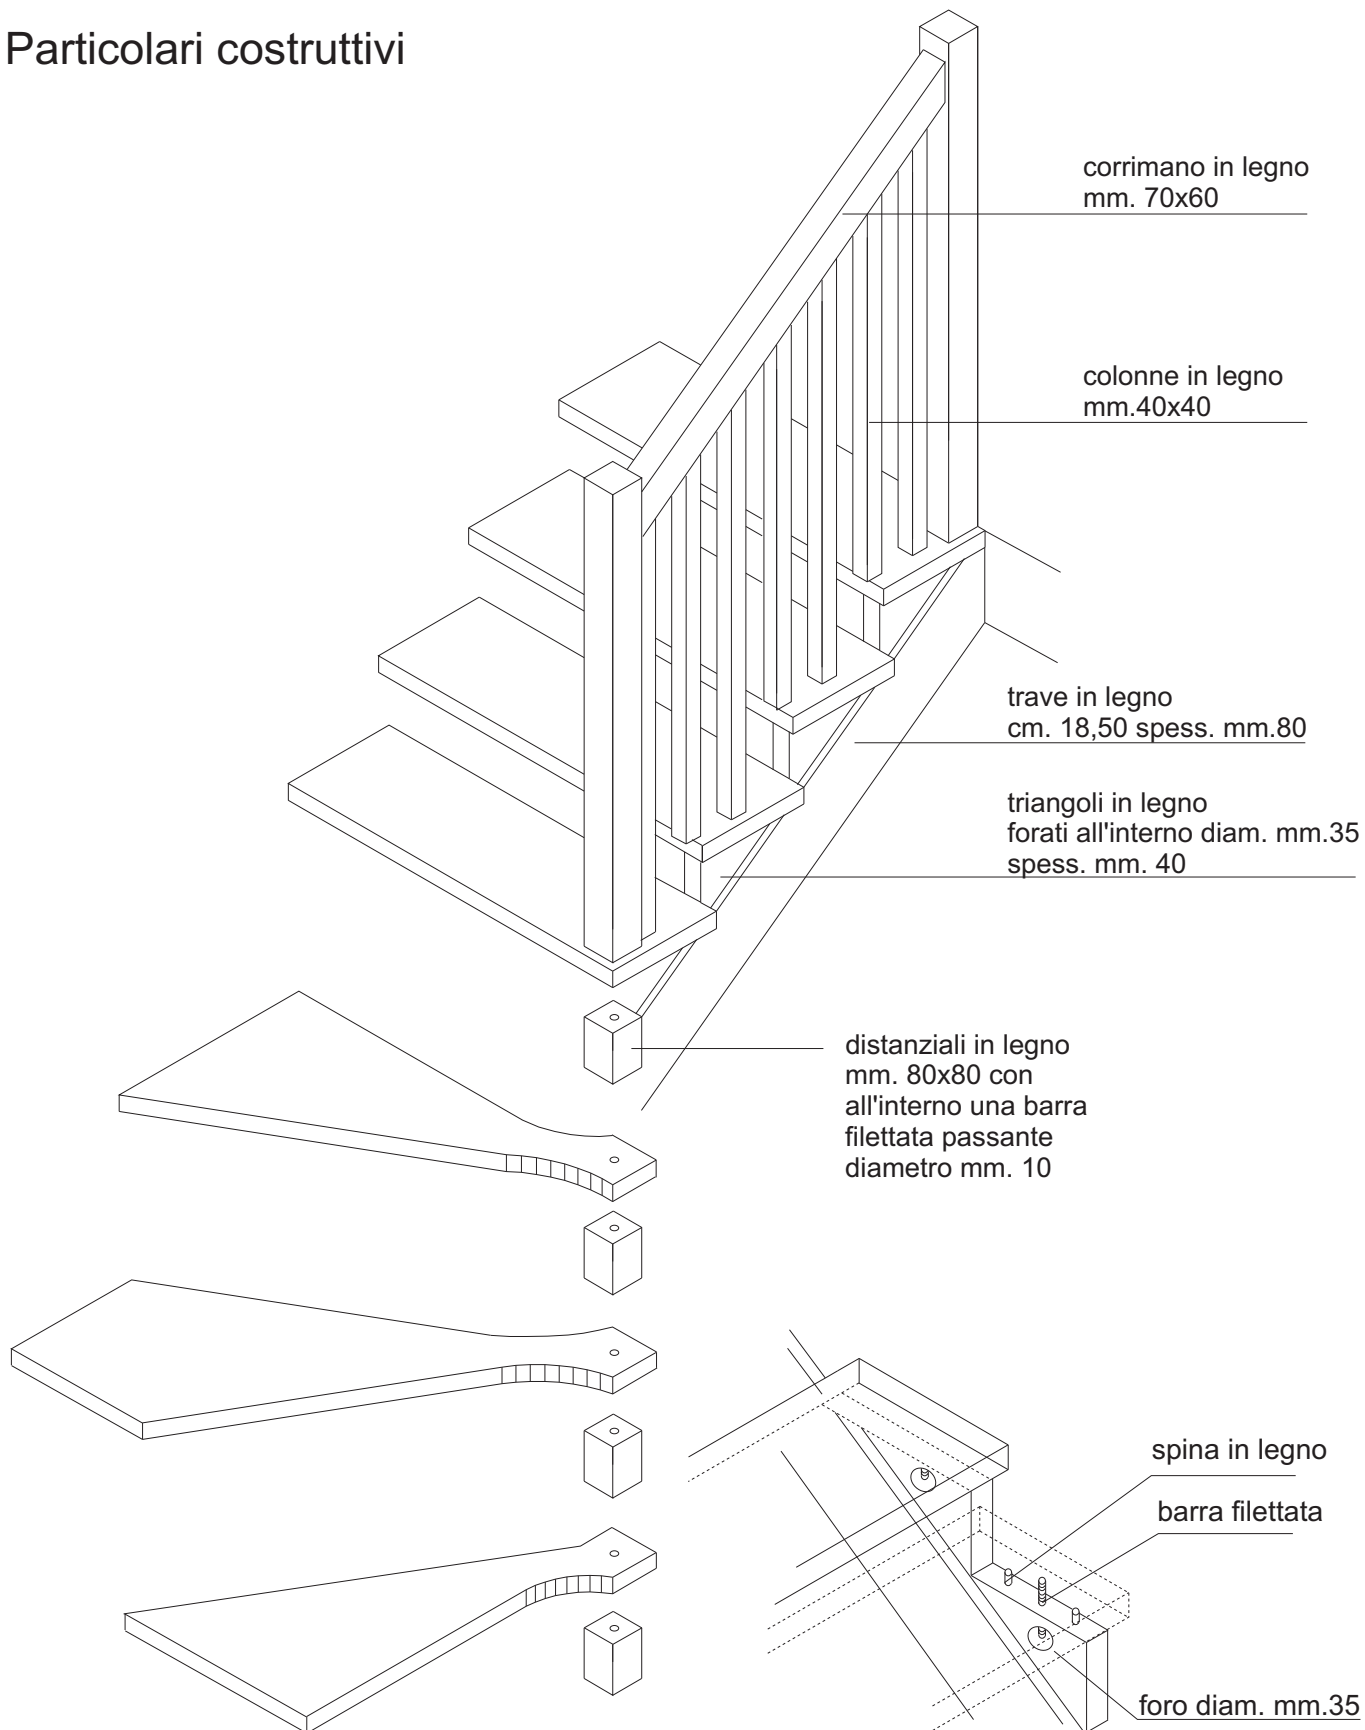 Particolari costruttivi
corrimano in legno
mm. 70x60
colonne in legno
mm.40x40
trave in legno
cm. 18,50 spess. mm.80
triangoli in legno
forati all'interno diam. mm.35
spess. mm. 40
distanziali in legno
mm. 80x80 con
all'interno una barra
filettata passante
diametro mm. 10
spina in legno
barra filettata
foro diam. mm.35